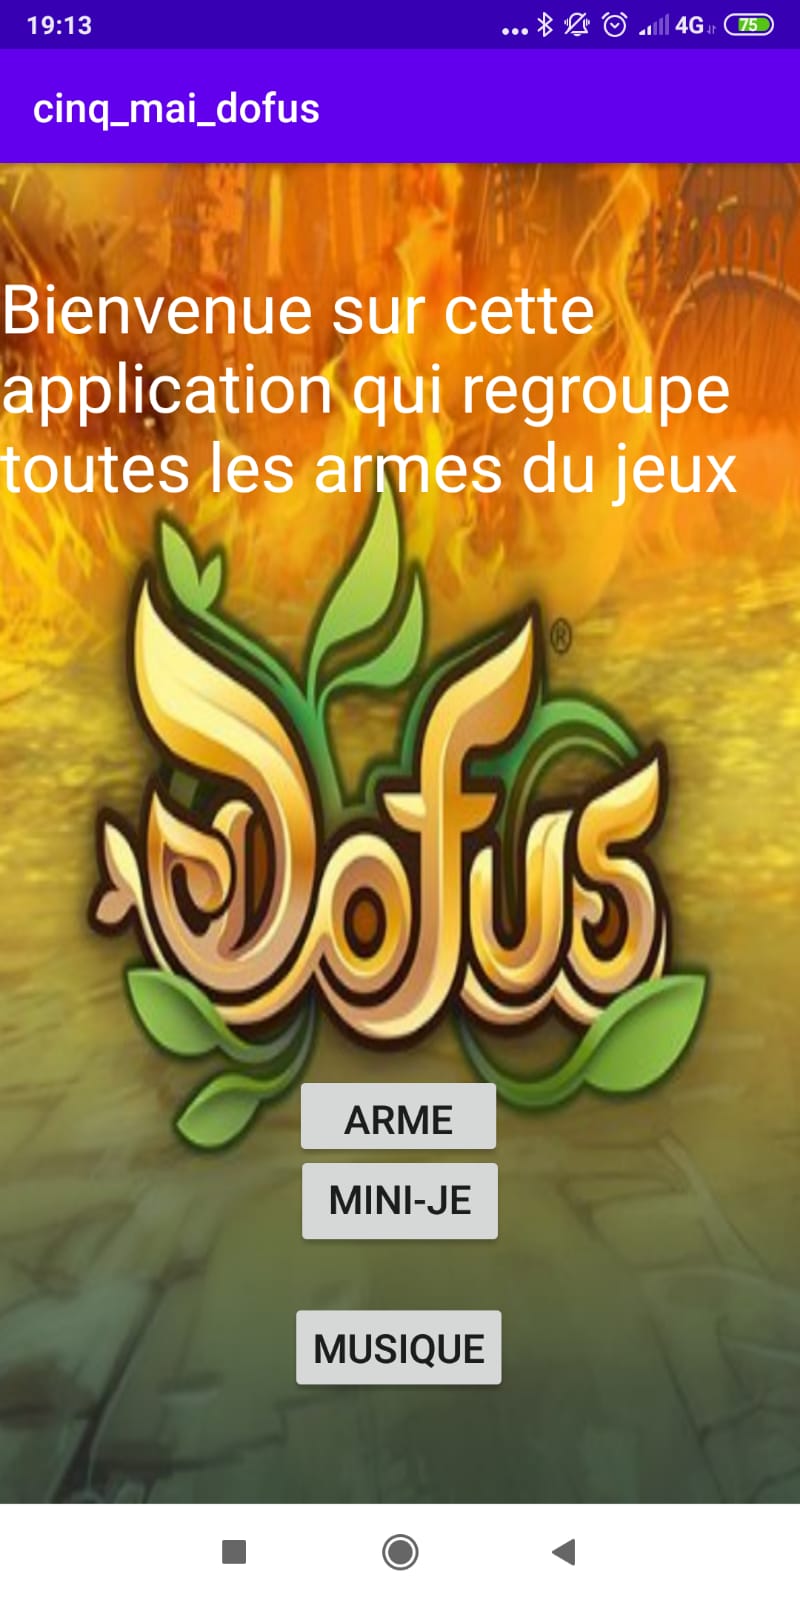 19:13
4G
75
cinq_mai_dofus
Bienvenue sur cette
application qui regroupe
toutes les armes du jeux
®
Dofus
ARME
MINI-JE
MUSIQUE